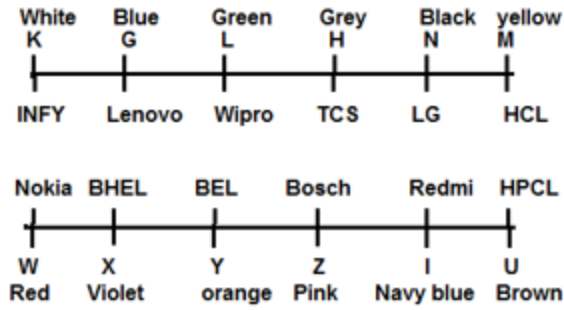 White Blue Green Grey Black yellow
K G L H N M
INFY Lenovo Wipro TCS LG HCL
Nokia BHEL BEL Bosch Redmi HPCL
W X Y Z I U
Red Violet orange Pink Navy blue Brown